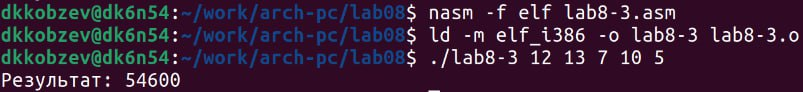 dkkobzev@dk6n54:~/work/arch-pc/lab08$ nasm -f elf lab8-3.asm
dkkobzev@dk6n54:~/work/arch-pc/lab08$ ld -m elf_i386 -o lab8-3 lab8-3.o
dkkobzev@dk6n54:~/work/arch-pc/lab08$ ./lab8-3 12 13 7 10 5
Результат: 54600